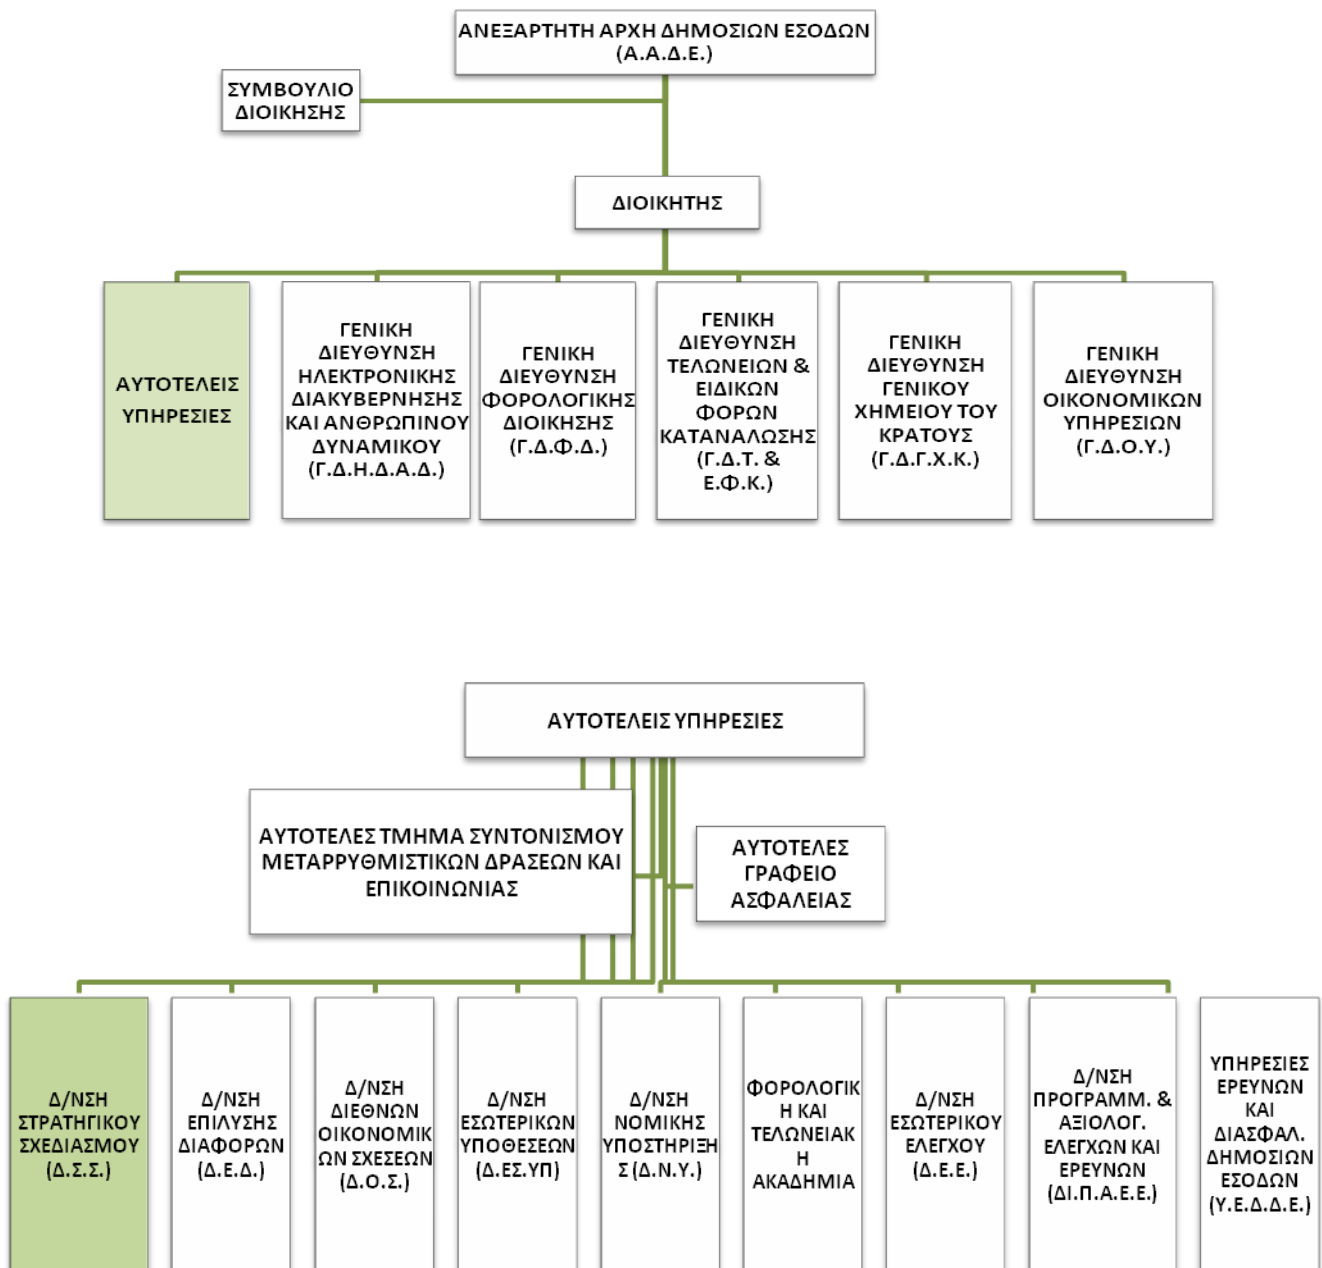 ΑΝΕΞΑΡΤΗΤΗ ΑΡΧΗ ΔΗΜΟΣΙΩΝ ΕΣΟΔΩΝ
(Α.Α.Δ.Ε.)
ΣΥΜΒΟΥΛΙΟ
ΔΙΟΙΚΗΣΗΣ
ΔΙΟΙΚΗΤΗΣ
ΑΥΤΟΤΕΛΕΙΣ
ΥΠΗΡΕΣΙΕΣ
ΓΕΝΙΚΗ
ΔΙΕΥΘΥΝΣΗ
ΗΛΕΚΤΡΟΝΙΚΗΣ
ΔΙΑΚΥΒΕΡΝΗΣΗΣ
ΚΑΙ ΑΝΘΡΩΠΙΝΟΥ
ΔΥΝΑΜΙΚΟΥ
(Γ.Δ.Η.Δ.Α.Δ.)
ΓΕΝΙΚΗ
ΔΙΕΥΘΥΝΣΗ
ΦΟΡΟΛΟΓΙΚΗΣ
ΔΙΟΙΚΗΣΗΣ
(Γ.Δ.Φ.Δ.)
ΓΕΝΙΚΗ
ΔΙΕΥΘΥΝΣΗ
ΤΕΛΩΝΕΙΩΝ &
ΕΙΔΙΚΩΝ
ΦΟΡΩΝ
ΚΑΤΑΝΑΛΩΣΗΣ
(Γ.Δ.Τ. &
Ε.Φ.Κ.)
ΓΕΝΙΚΗ
ΔΙΕΥΘΥΝΣΗ
ΓΕΝΙΚΟΥ
ΧΗΜΕΙΟΥ ΤΟΥ
ΚΡΑΤΟΥΣ
(Γ.Δ.Γ.Χ.Κ.)
ΓΕΝΙΚΗ
ΔΙΕΥΘΥΝΣΗ
ΟΙΚΟΝΟΜΙΚΩΝ
ΥΠΗΡΕΣΙΩΝ
(Γ.Δ.Ο.Υ.)
ΑΥΤΟΤΕΛΕΙΣ ΥΠΗΡΕΣΙΕΣ
ΑΥΤΟΤΕΛΕΣ ΤΜΗΜΑ ΣΥΝΤΟΝΙΣΜΟΥ
ΜΕΤΑΡΡΥΘΜΙΣΤΙΚΩΝ ΔΡΑΣΕΩΝ ΚΑΙ
ΕΠΙΚΟΙΝΩΝΙΑΣ
ΑΥΤΟΤΕΛΕΣ
ΓΡΑΦΕΙΟ
ΑΣΦΑΛΕΙΑΣ
Δ/ΝΣΗ
ΣΤΡΑΤΗΓΙΚΟΥ
ΣΧΕΔΙΑΣΜΟΥ
(Δ.Σ.Σ.)
Δ/ΝΣΗ
ΕΠΙΛΥΣΗΣ
ΔΙΑΦΟΡΩΝ
(Δ.Ε.Δ.)
Δ/ΝΣΗ
ΔΙΕΘΝΩΝ
ΟΙΚΟΝΟΜΙΚ
ΩΝ ΣΧΕΣΕΩΝ
(Δ.Ο.Σ.)
Δ/ΝΣΗ
ΕΣΩΤΕΡΙΚΩΝ
ΥΠΟΘΕΣΕΩΝ
(Δ.ΕΣ.ΥΠ)
Δ/ΝΣΗ
ΝΟΜΙΚΗΣ
ΥΠΟΣΤΗΡΙΞΗ
Σ (Δ.Ν.Υ.)
ΦΟΡΟΛΟΓΙΚ
Η ΚΑΙ
ΤΕΛΩΝΕΙΑΚ
Η
ΑΚΑΔΗΜΙΑ
Δ/ΝΣΗ
ΕΣΩΤΕΡΙΚΟΥ
ΕΛΕΓΧΟΥ
(Δ.Ε.Ε.)
Δ/ΝΣΗ
ΠΡΟΓΡΑΜΜ. &
ΑΞΙΟΛΟΓ.
ΕΛΕΓΧΩΝ ΚΑΙ
ΕΡΕΥΝΩΝ
(ΔΙ.Π.Α.Ε.Ε.)
ΥΠΗΡΕΣΙΕΣ
ΕΡΕΥΝΩΝ
ΚΑΙ
ΔΙΑΣΦΑΛ.
ΔΗΜΟΣΙΩΝ
ΕΣΟΔΩΝ
(Υ.Ε.Δ.Δ.Ε.)